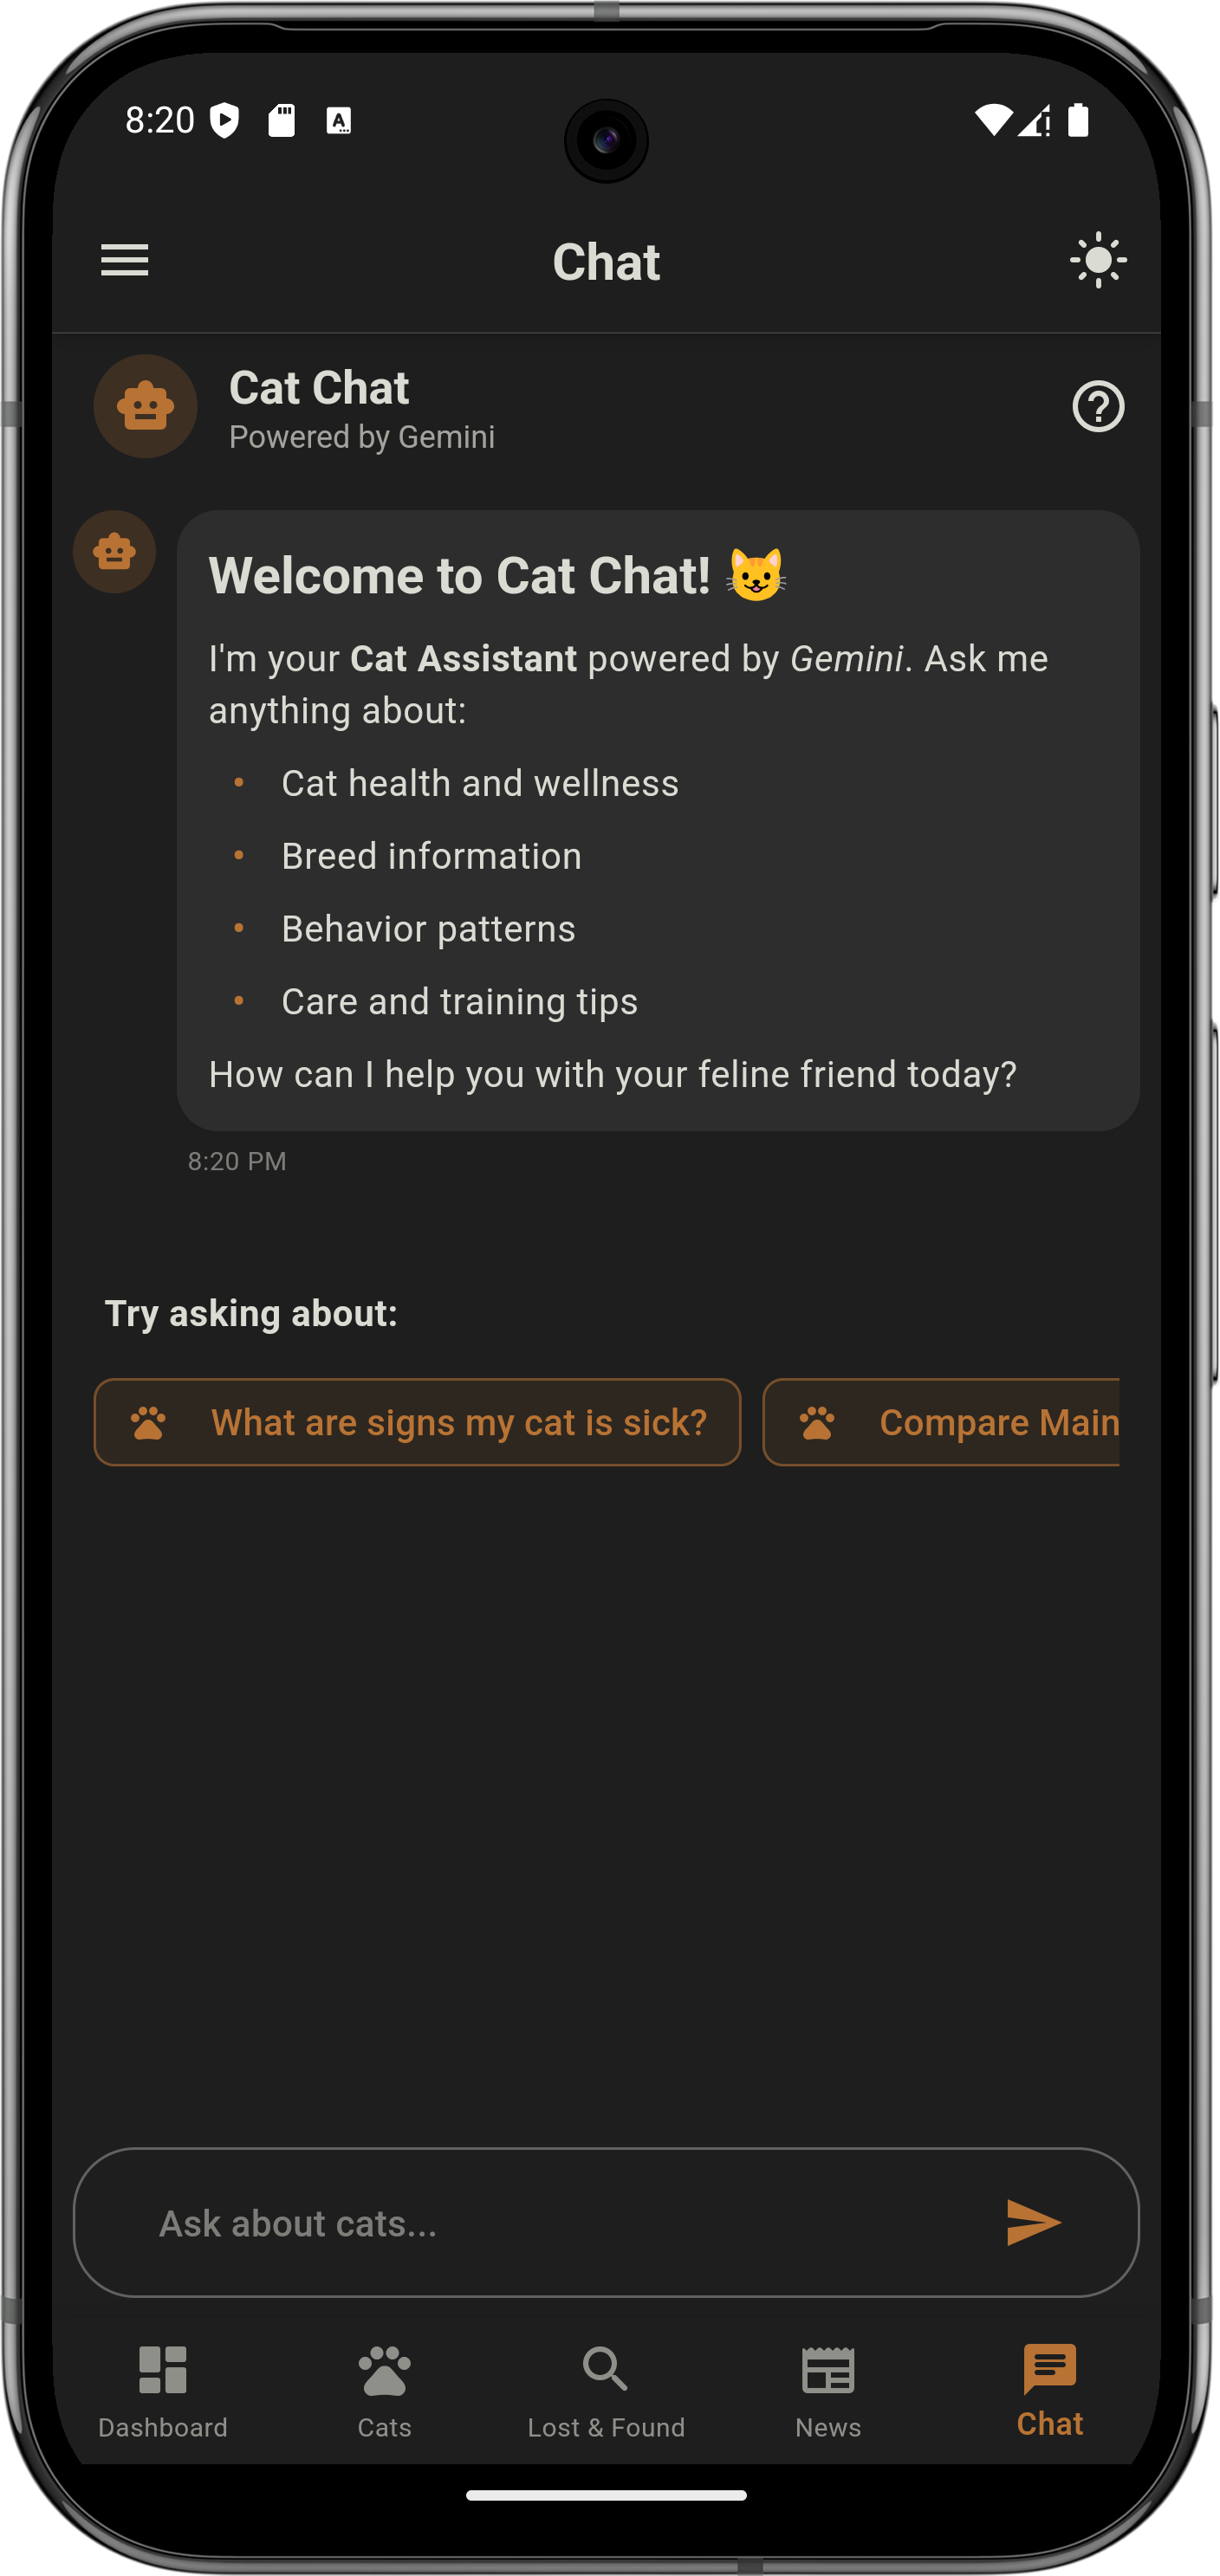 8:20
Chat
Cat Chat
Powered by Gemini
Welcome to Cat Chat! 😺
I'm your Cat Assistant powered by Gemini. Ask me
anything about:
• Cat health and wellness
• Breed information
• Behavior patterns
• Care and training tips
How can I help you with your feline friend today?
8:20 PM
Try asking about:
What are signs my cat is sick?
Compare Main
Ask about cats...
Dashboard
Cats
Lost & Found
News
Chat